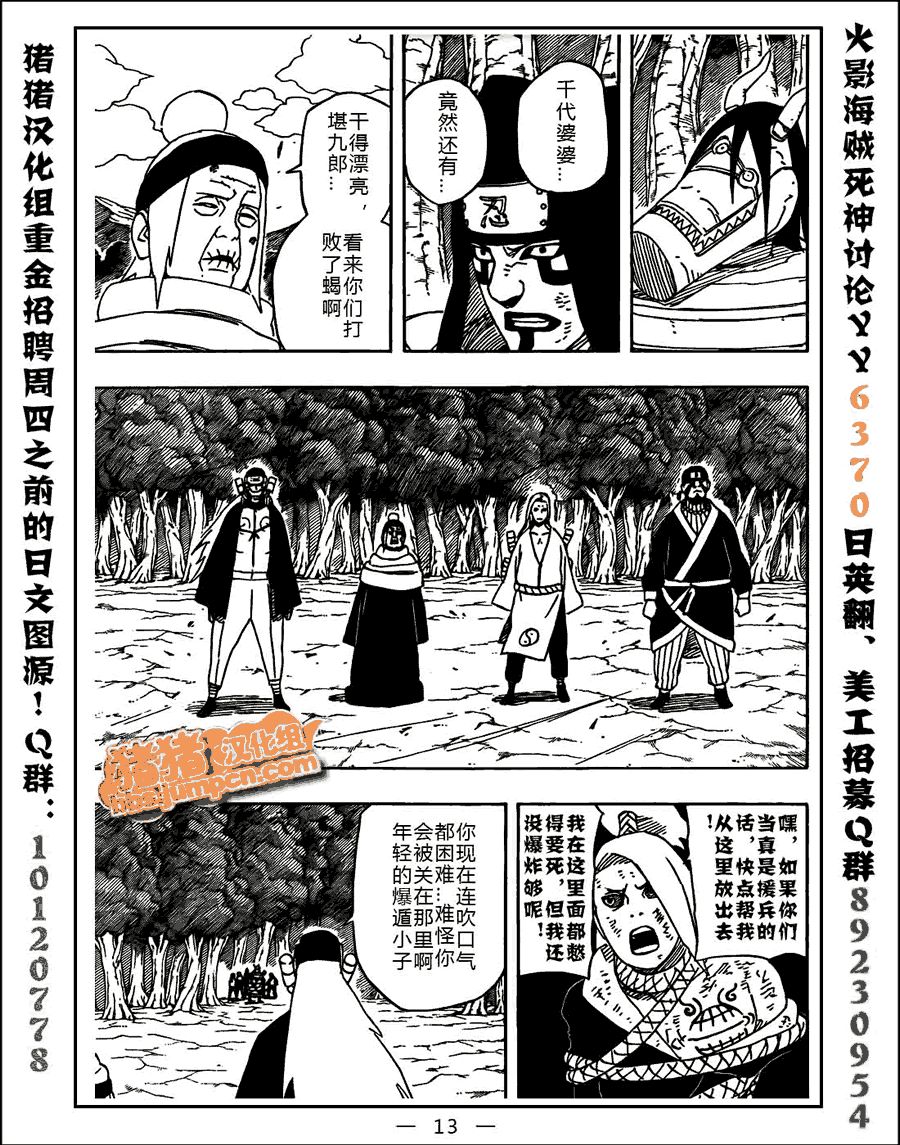 火影海贼死神讨论YY6370日英翻、美工招募Q群89230954
千代婆婆…
竟然还有…
忍
干得漂亮，
堪九郎…
看来你们打
败了蝎啊
嘿，如果你们
当真是援兵的
话，快点帮我
从这里放出去
！
我在这里面都憋
得要死，但我还
没爆炸够呢！
你现在连吹口气
都困难…难怪你
会被关在那里啊
年轻的爆遁小子
猪猪汉化组
http://jumpcn.com
猪猪汉化组重金招聘周四之前的日文图源！Q群：10120778
— 13 —